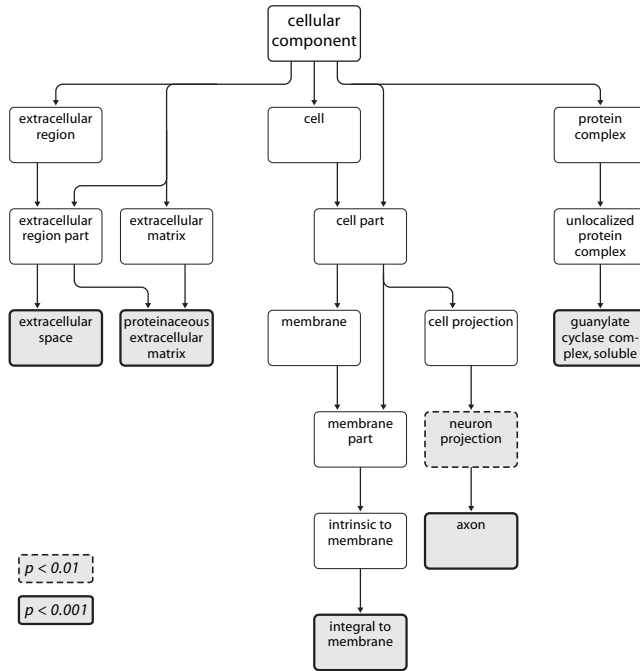 cellular
component
extracellular
region
cell
protein
complex
extracellular
region part
extracellular
matrix
cell part
unlocalized
protein
complex
extracellular
space
proteinaceous
extracellular
matrix
membrane
cell projection
guanylate
cyclase com-
plex, soluble
membrane
part
neuron
projection
intrinsic to
membrane
axon
p < 0.01
p < 0.001
integral to
membrane